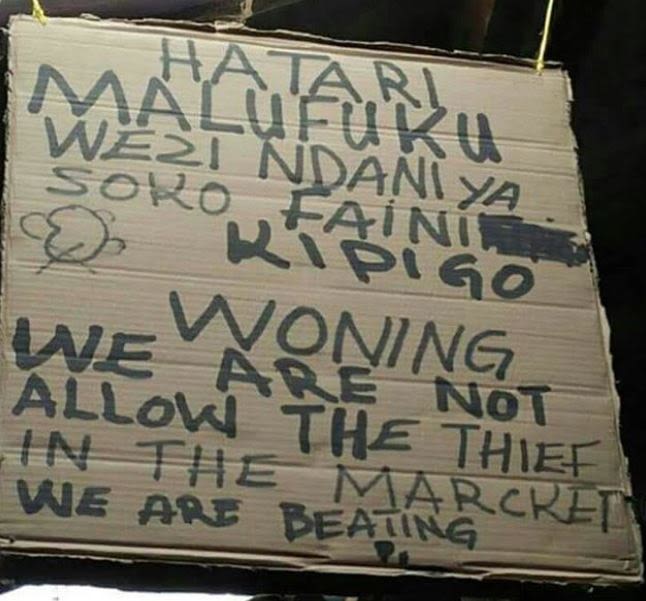 HATARI
MALUFUKU
WEZI NDANI YA
SOKO FAINI
KIPIGO
WONING
WE ARE NOT
ALLOW THE THIEF
IN THE MARCKET
WE ARE BEATING